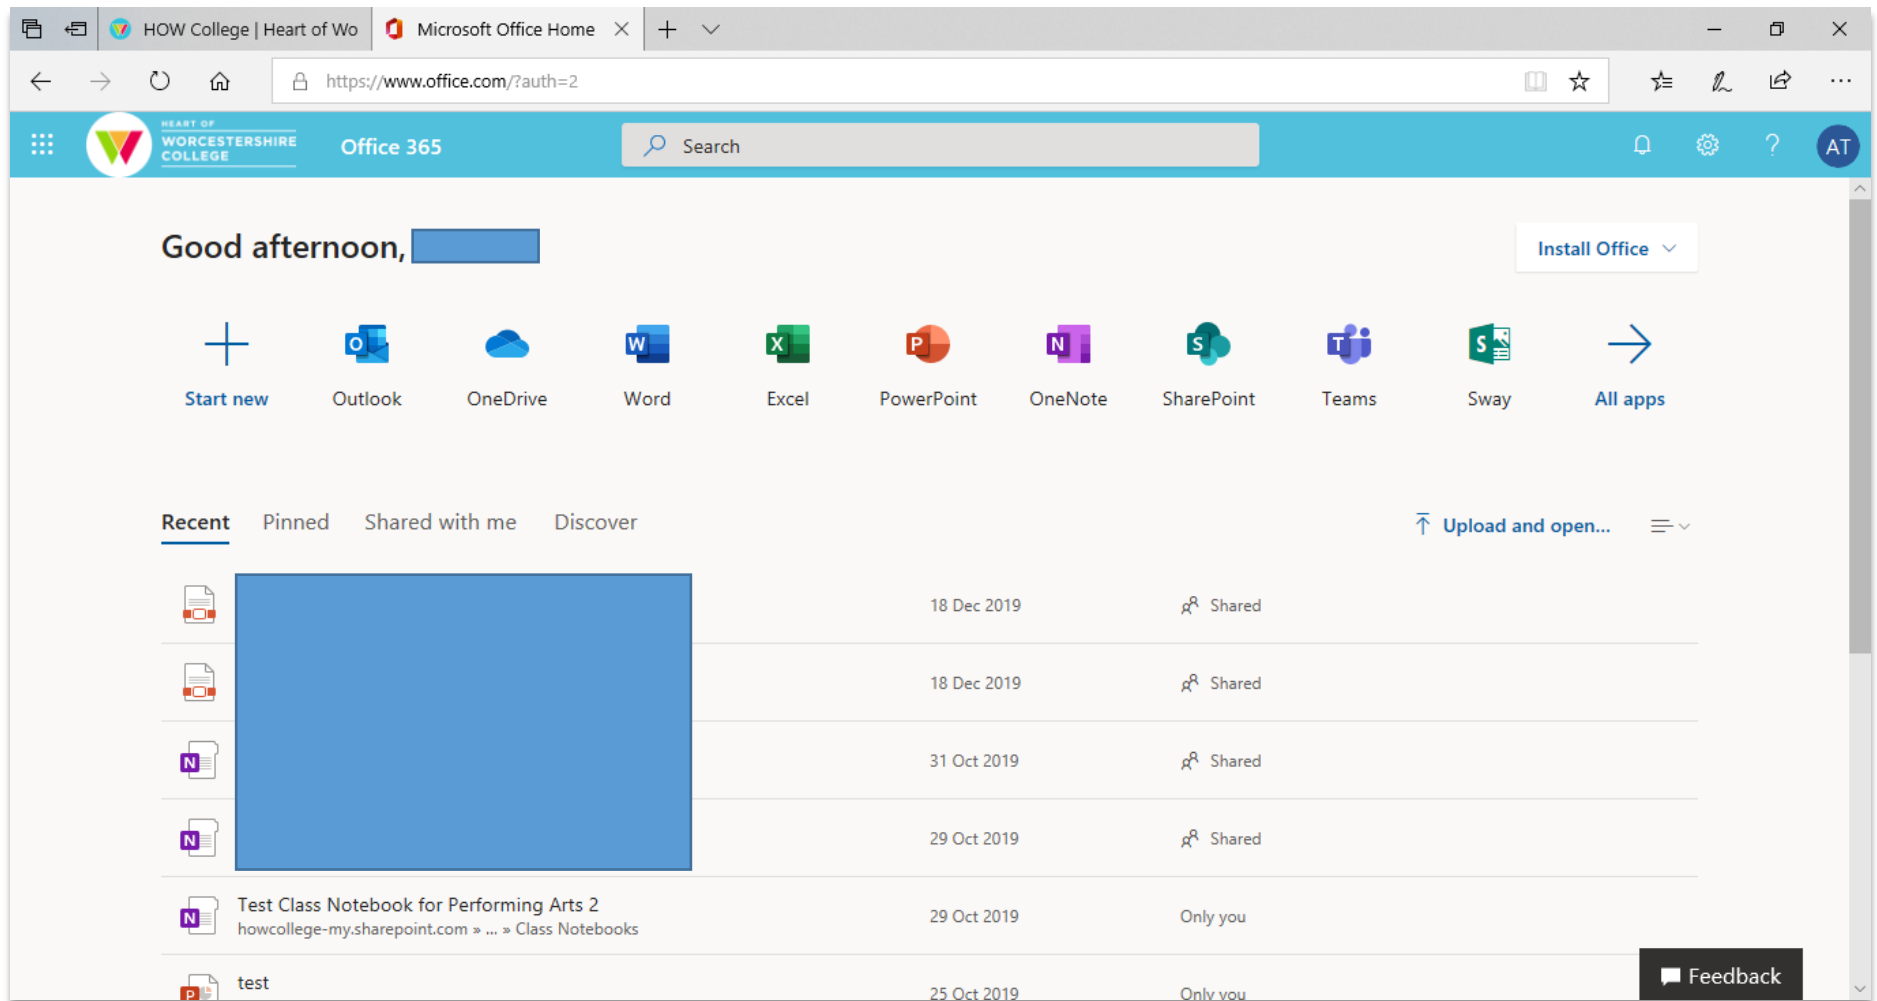 HOW College | Heart of Wo
Microsoft Office Home
https://www.office.com/?auth=2
HEART OF
WORCESTERSHIRE
COLLEGE
Office 365
Search
?
AT
Good afternoon,
Install Office
O
W
X
P
N
S
T
S
Start new
Outlook
OneDrive
Word
Excel
PowerPoint
OneNote
SharePoint
Teams
Sway
All apps
Recent
Pinned
Shared with me
Discover
Upload and open...
18 Dec 2019
Shared
18 Dec 2019
Shared
N
31 Oct 2019
Shared
N
29 Oct 2019
Shared
N
Test Class Notebook for Performing Arts 2
howcollege-my.sharepoint.com » ... » Class Notebooks
29 Oct 2019
Only you
P
test
25 Oct 2019
Only you
Feedback